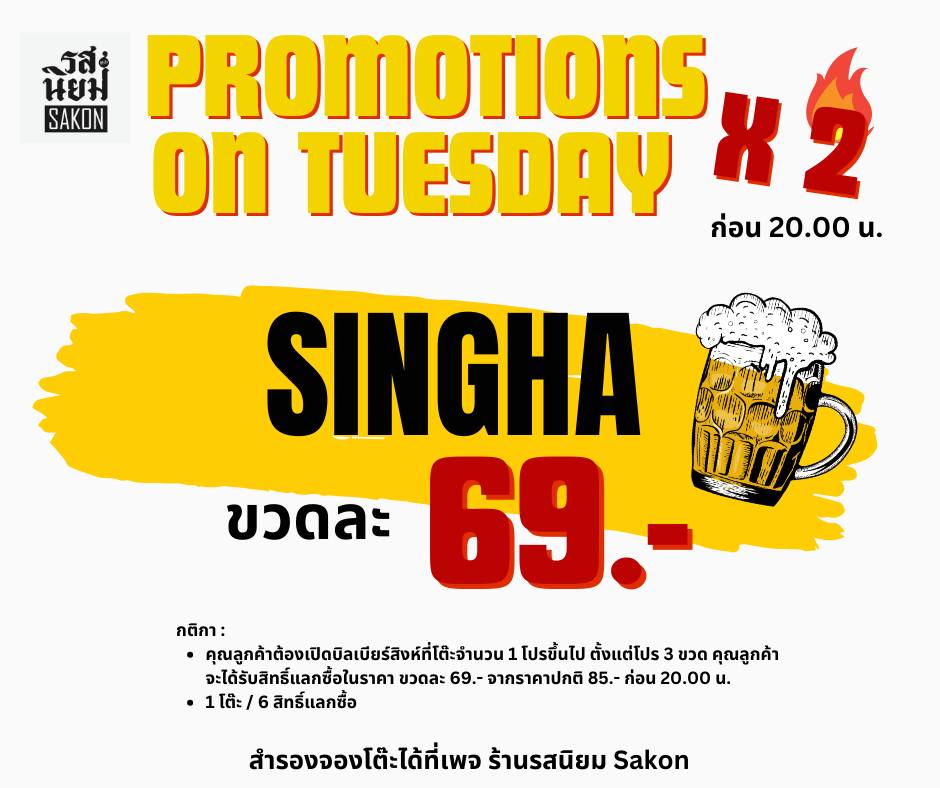 รส
นิยม
SAKON
PROMOTIONS
ON TUESDAY
X 2
ก่อน 20.00 น.
SINGHA
ขวดละ 69.-
กติกา :
• คุณลูกค้าต้องเปิดบิลเบียร์สิงห์ที่โต๊ะจำนวน 1 โปรขึ้นไป ตั้งแต่โปร 3 ขวด คุณลูกค้า
จะได้รับสิทธิ์แลกซื้อในราคา ขวดละ 69.- จากราคาปกติ 85.- ก่อน 20.00 น.
• 1 โต๊ะ / 6 สิทธิ์แลกซื้อ
สำรองจองโต๊ะได้ที่เพจ ร้านรสนิยม Sakon